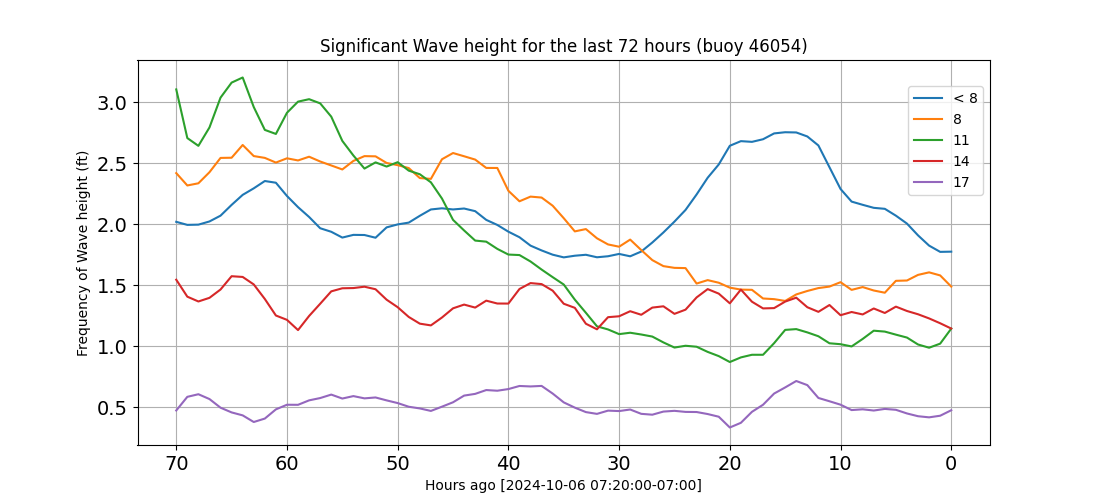 Significant Wave height for the last 72 hours (buoy 46054)
Frequency of Wave height (ft)
3.0
2.5
2.0
1.5
1.0
0.5
< 8
8
11
14
17
70 60 50 40 30 20 10 0
Hours ago [2024-10-06 07:20:00-07:00]